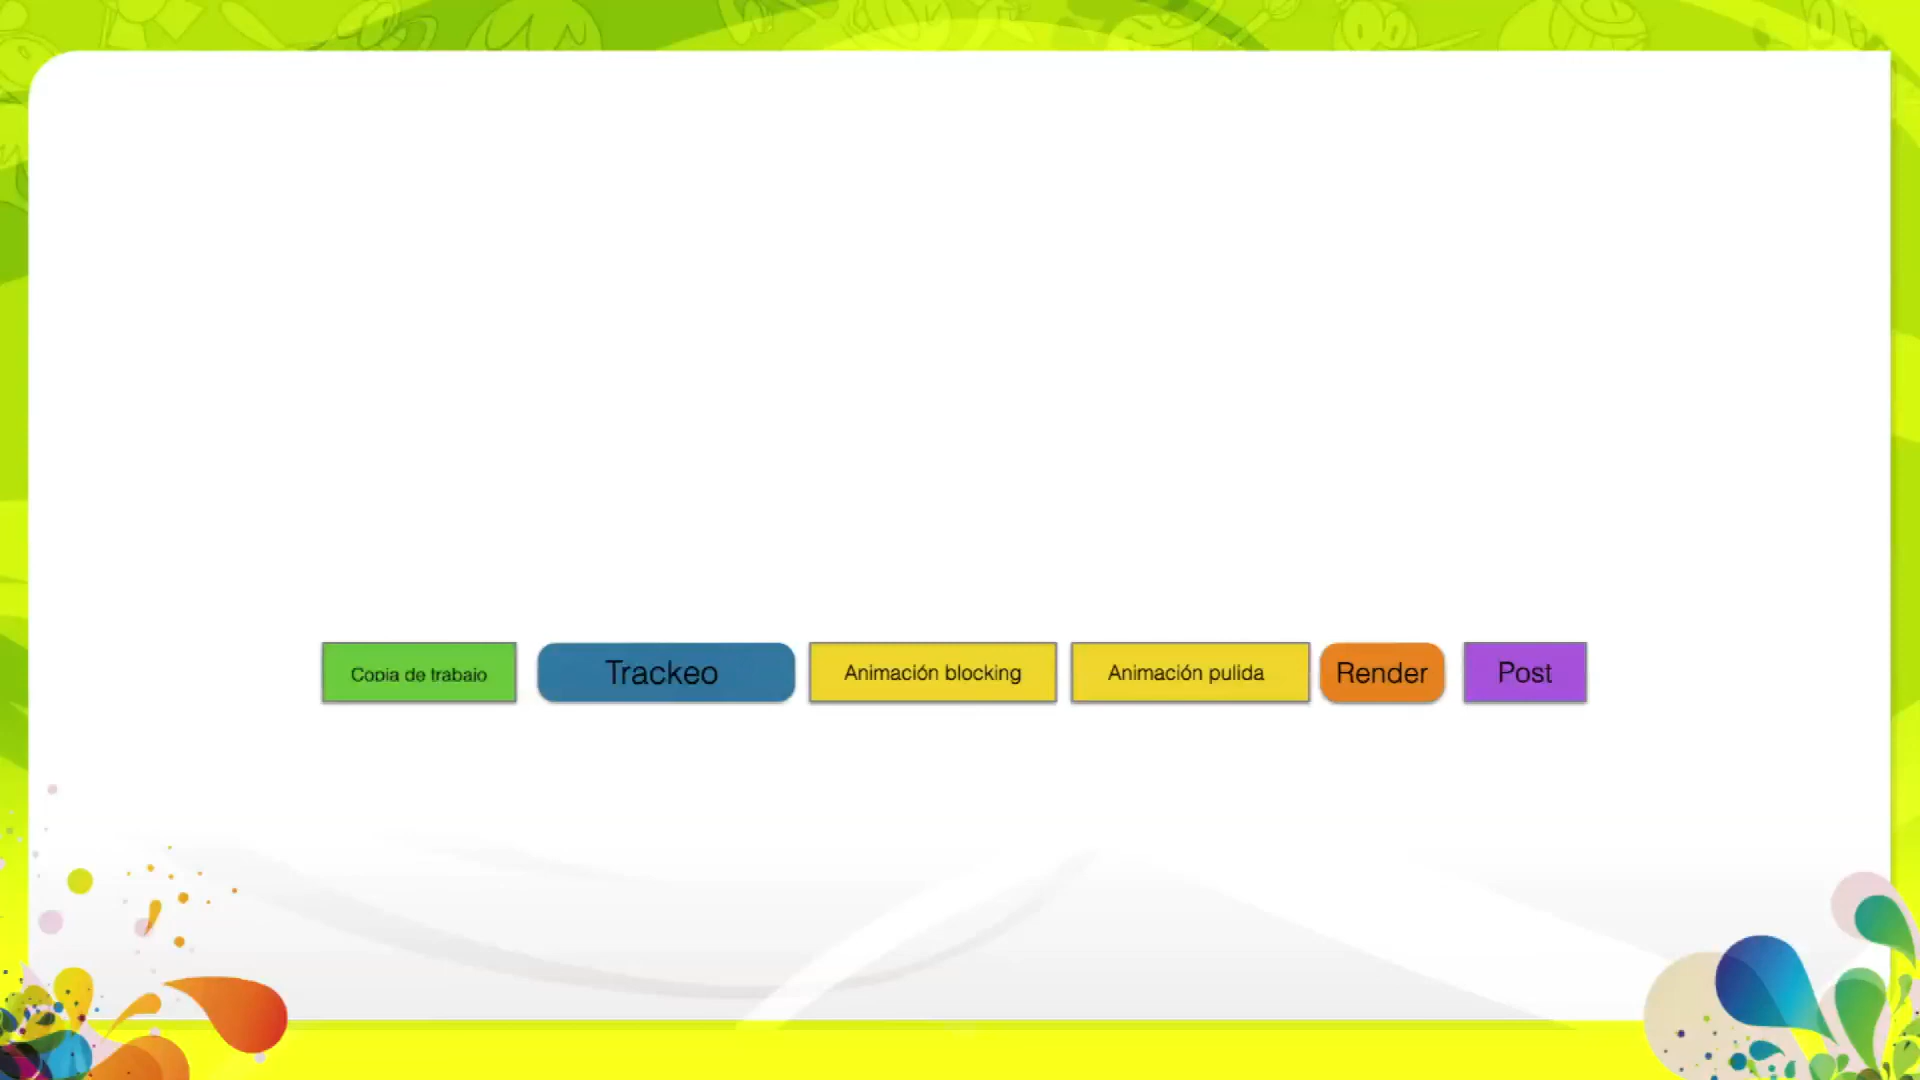 Copia de trabajo
Trackeo
Animación blocking
Animación pulida
Render
Post